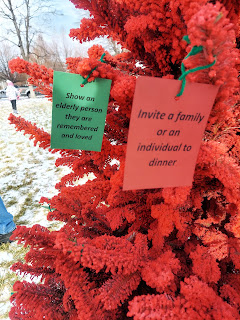 Show an
elderly person
they are
remembered
and loved
Invite a family
or an
individual to
dinner